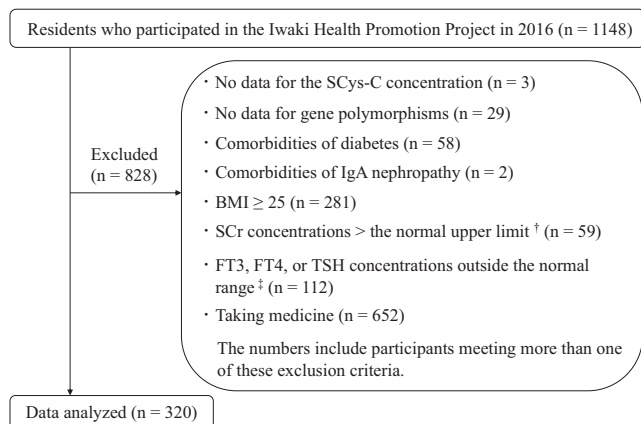 Residents who participated in the Iwaki Health Promotion Project in 2016 (n = 1148)
Excluded
(n = 828)
· No data for the SCys-C concentration (n = 3)
· No data for gene polymorphisms (n = 29)
· Comorbidities of diabetes (n = 58)
· Comorbidities of IgA nephropathy (n = 2)
· BMI ≥ 25 (n = 281)
· SCr concentrations > the normal upper limit † (n = 59)
· FT3, FT4, or TSH concentrations outside the normal
range ‡ (n = 112)
· Taking medicine (n = 652)
The numbers include participants meeting more than one
of these exclusion criteria.
Data analyzed (n = 320)